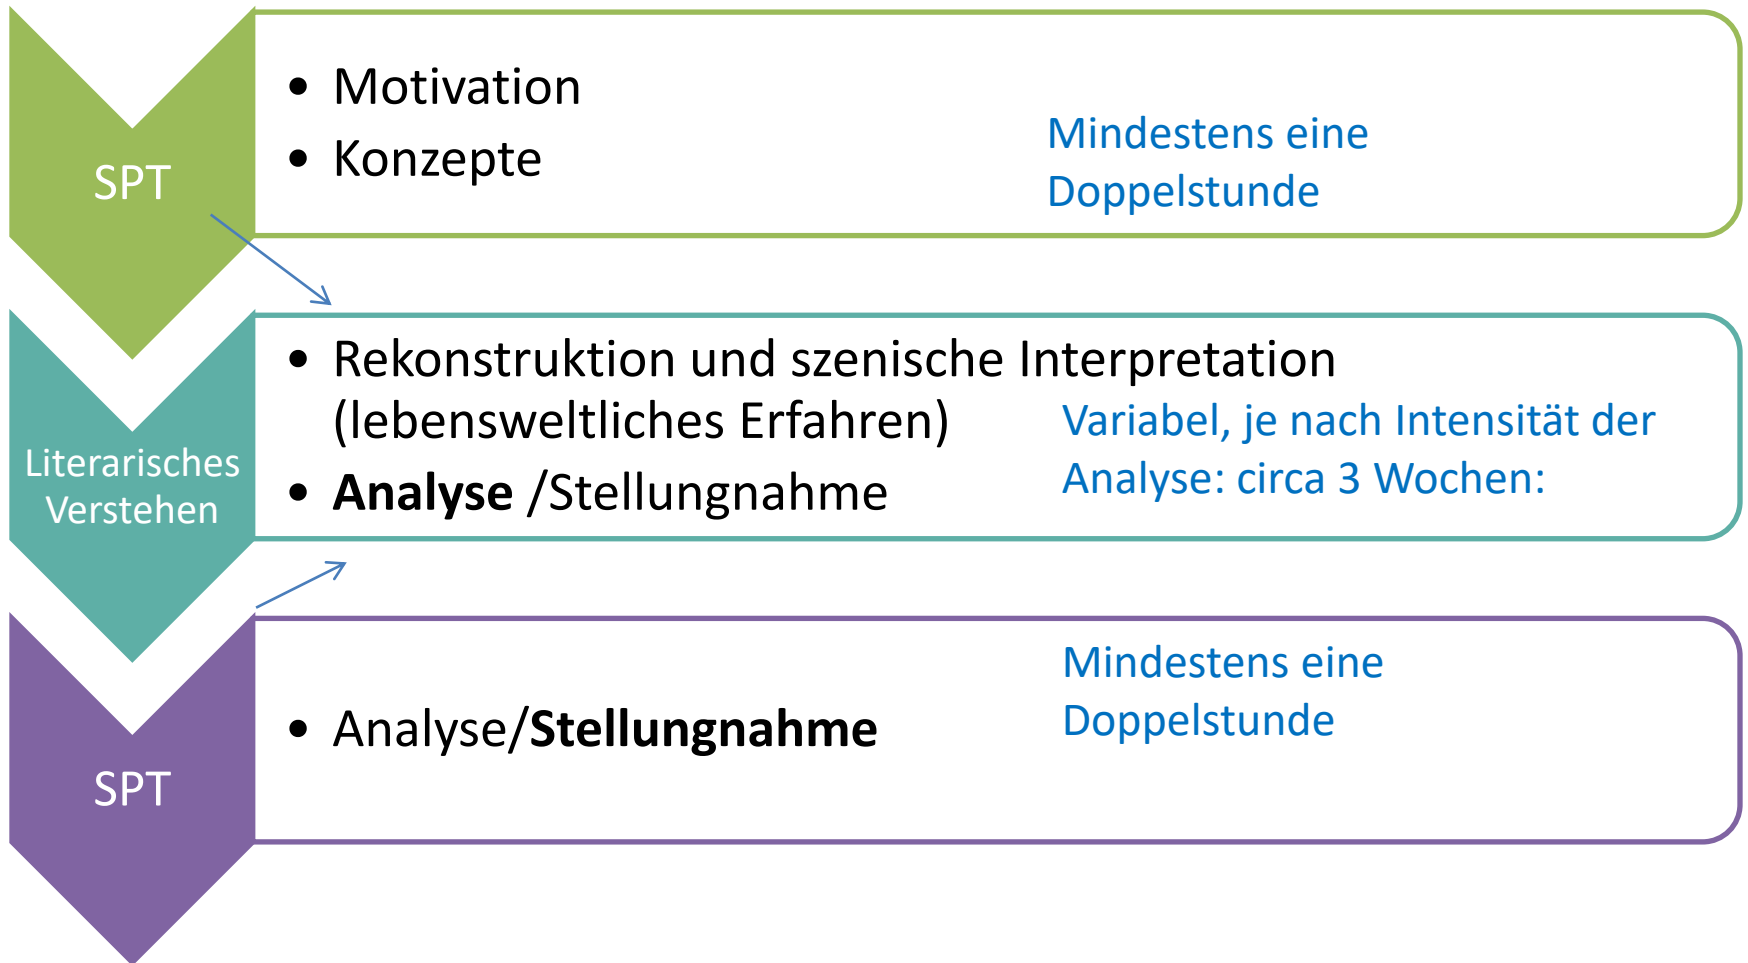 SPT
• Motivation
• Konzepte
Mindestens eine
Doppelstunde
Literarisches
Verstehen
• Rekonstruktion und szenische Interpretation
(lebensweltliches Erfahren)
• Analyse /Stellungnahme
Variabel, je nach Intensität der
Analyse: circa 3 Wochen:
SPT
• Analyse/Stellungnahme
Mindestens eine
Doppelstunde